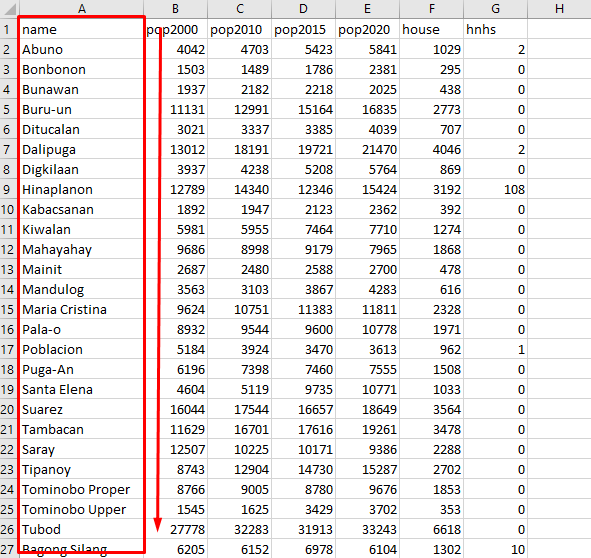 A B C D E F G H
1 name pop2000 pop2010 pop2015 pop2020 house hnhs
2 Abuno 4042 4703 5423 5841 1029 2
3 Bonbonon 1503 1489 1786 2381 295 0
4 Bunawan 1937 2182 2218 2025 438 0
5 Buru-un 11131 12991 15164 16835 2773 0
6 Ditucalan 3021 3337 3385 4039 707 0
7 Dalipuga 13012 18191 19721 21470 4046 2
8 Digkilaan 3937 4238 5208 5764 869 0
9 Hinaplanon 12789 14340 12346 15424 3192 108
10 Kabacsanan 1892 1947 2123 2362 392 0
11 Kiwalan 5981 5955 7464 7710 1274 0
12 Mahayahay 9686 8998 9179 7965 1868 0
13 Mainit 2687 2480 2588 2700 478 0
14 Mandulog 3563 3103 3867 4283 616 0
15 Maria Cristina 9624 10751 11383 11811 2328 0
16 Pala-o 8932 9544 9600 10778 1971 0
17 Poblacion 5184 3924 3470 3613 962 1
18 Puga-An 6196 7398 7460 7555 1508 0
19 Santa Elena 4604 5119 9735 10771 1033 0
20 Suarez 16044 17544 16657 18649 3564 0
21 Tambacan 11629 16701 17616 19261 3478 0
22 Saray 12507 10225 10171 9386 2288 0
23 Tipanoy 8743 12904 14730 15287 2702 0
24 Tominobo Proper 8766 9005 8780 9676 1853 0
25 Tominobo Upper 1545 1625 3429 3702 353 0
26 Tubod 27778 32283 31913 33243 6618 0
27 Bagong Silang 6205 6152 6978 6104 1302 10